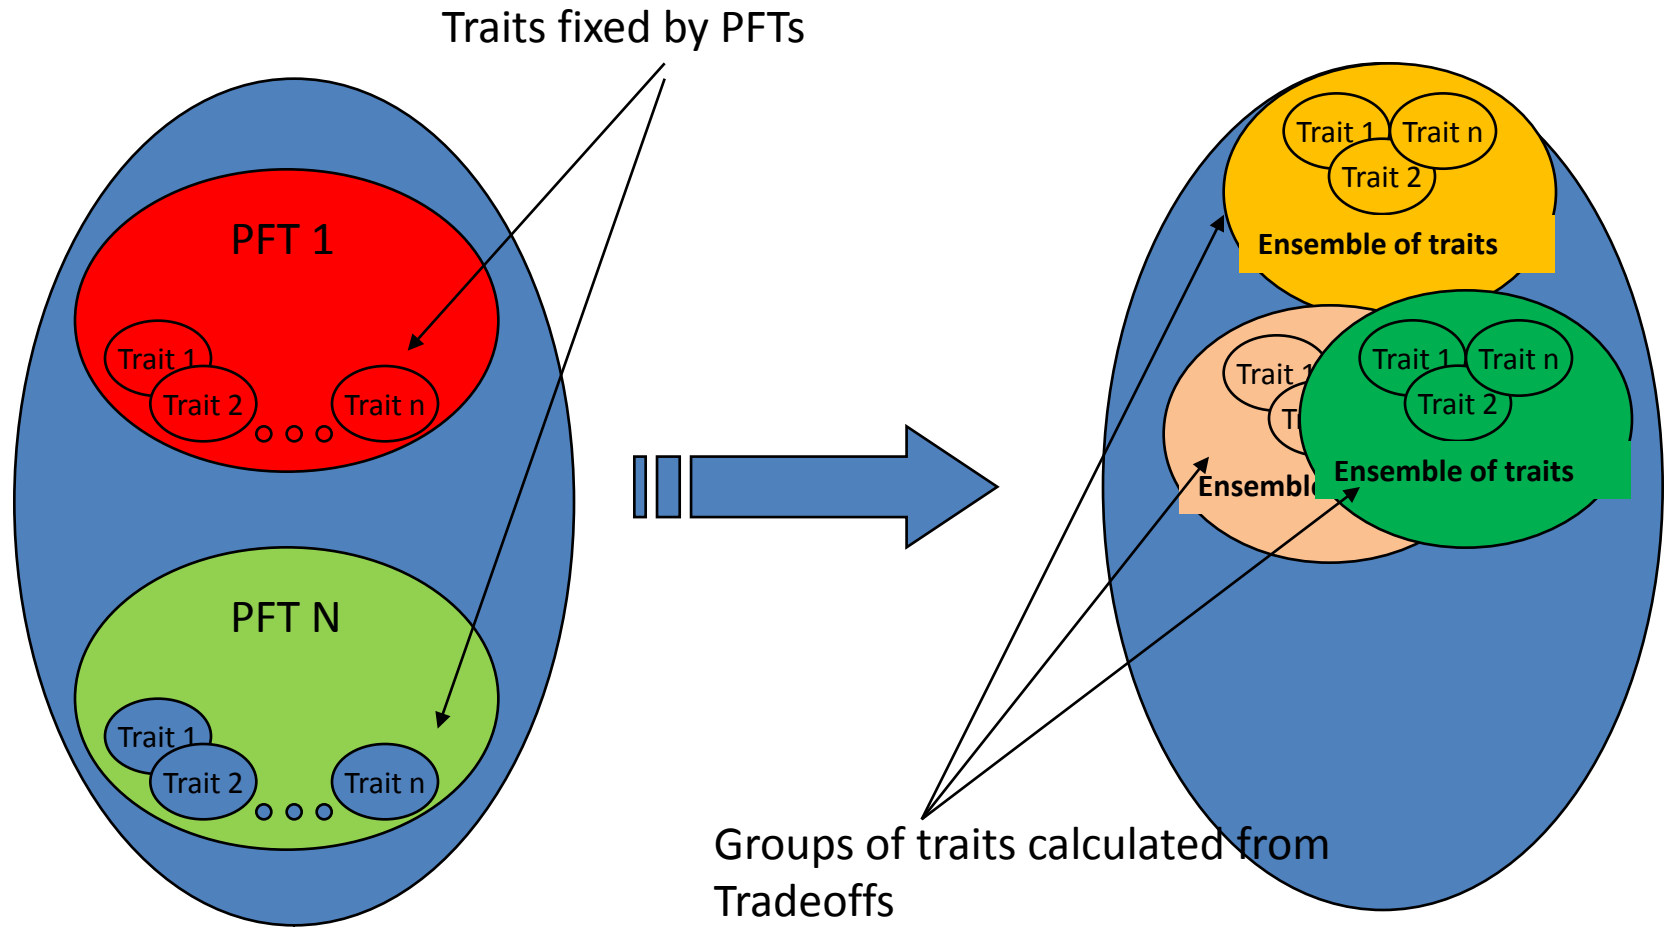 Traits fixed by PFTs
PFT 1
Trait 1
Trait 2
Trait n
PFT N
Trait 1
Trait 2
Trait n
Trait 1
Trait n
Trait 2
Ensemble of traits
Trait 1
Ensemble
Trait 1
Trait n
Trait 2
Ensemble of traits
Groups of traits calculated from
Tradeoffs